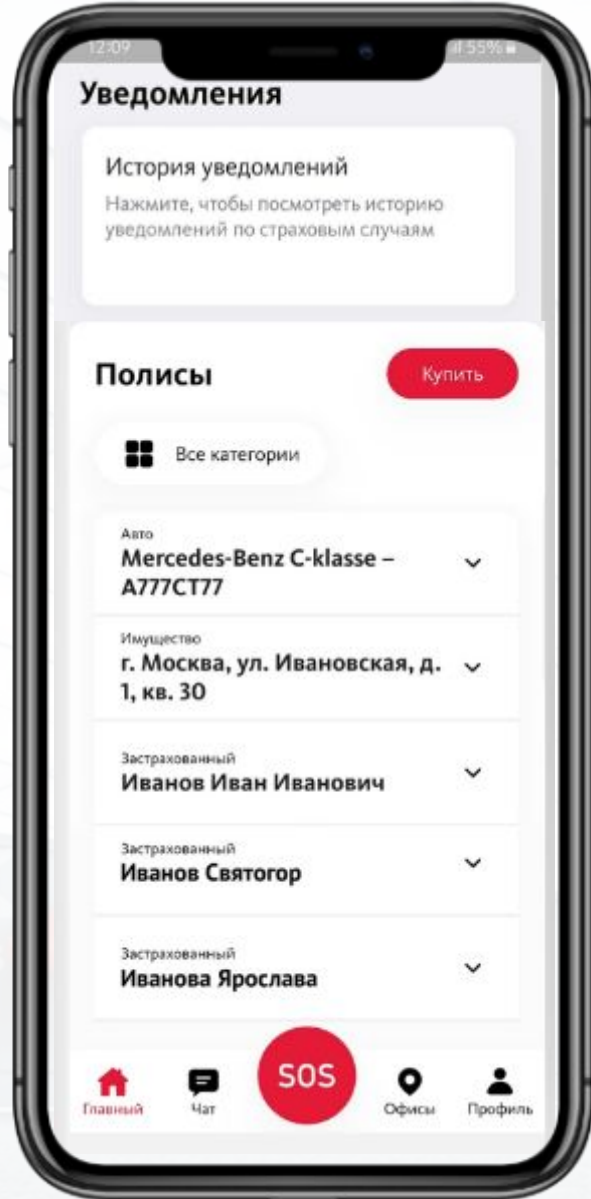 12:09
55%
Уведомления
История уведомлений
Нажмите, чтобы посмотреть историю
уведомлений по страховым случаям
Полисы
Купить
Все категории
Авто
Mercedes-Benz C-klasse –
А777СТ77
Имущество
г. Москва, ул. Ивановская, д.
1, кв. 30
Застрахованный
Иванов Иван Иванович
Застрахованный
Иванов Святогор
Застрахованный
Иванова Ярослава
SOS
Главный
Чат
Офисы
Профиль